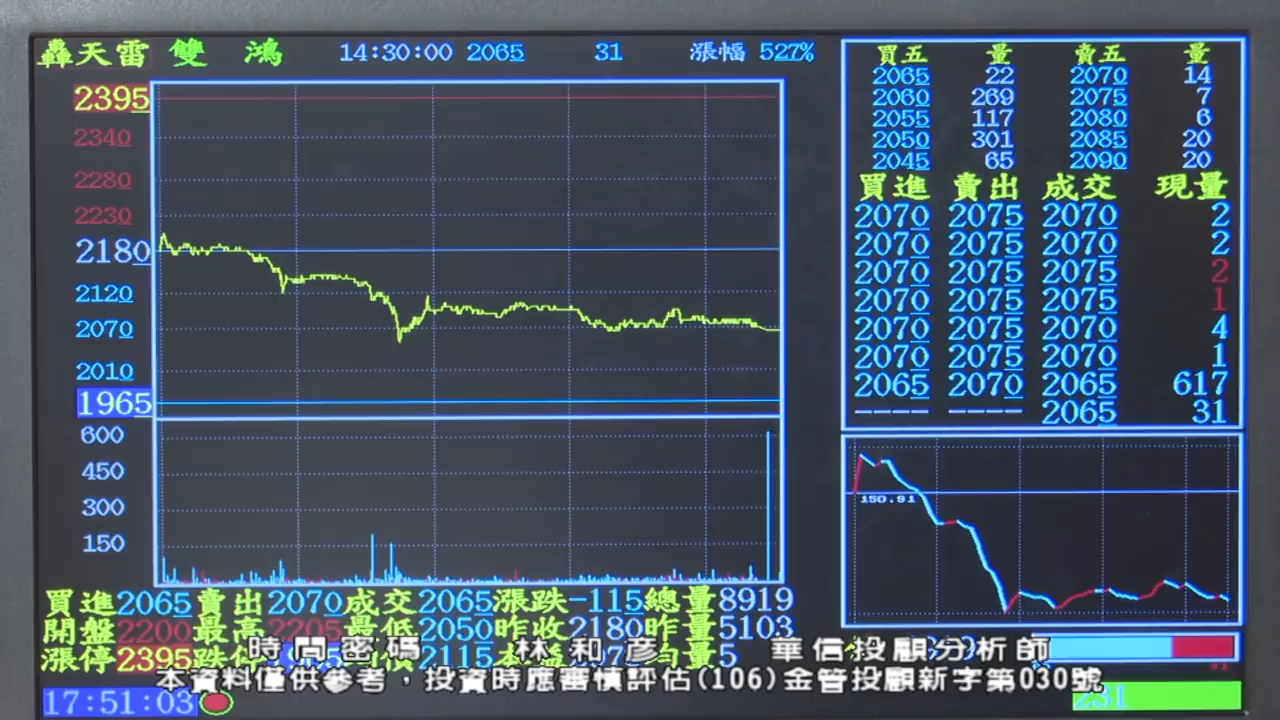 轟天雷 雙 鴻 14:30:00 2065 31 漲幅 527%
2395
2340
2280
2230
2180
2120
2070
2010
1965
600
450
300
150
買五 量 賣五 量
2065 22 2070 14
2060 269 2075 7
2055 117 2080 6
2050 301 2085 20
2045 65 2090 20
買進 賣出 成交 現量
2070 2075 2070 2
2070 2075 2070 2
2070 2075 2075 2
2070 2075 2075 1
2070 2075 2070 4
2070 2075 2070 1
2065 2070 2065 617
---- ---- 2065 31
150.91
買進2065賣出2070成交2065漲跌-115總量8919
開盤2200最高2205最低2050昨收2180昨量5103
漲停2395跌停1965 2115 量5
時間密碼 林和彥 華信投顧分析師
本資料僅供參考，投資時應審慎評估(106)金管投顧新字第030號
17:51:03 231